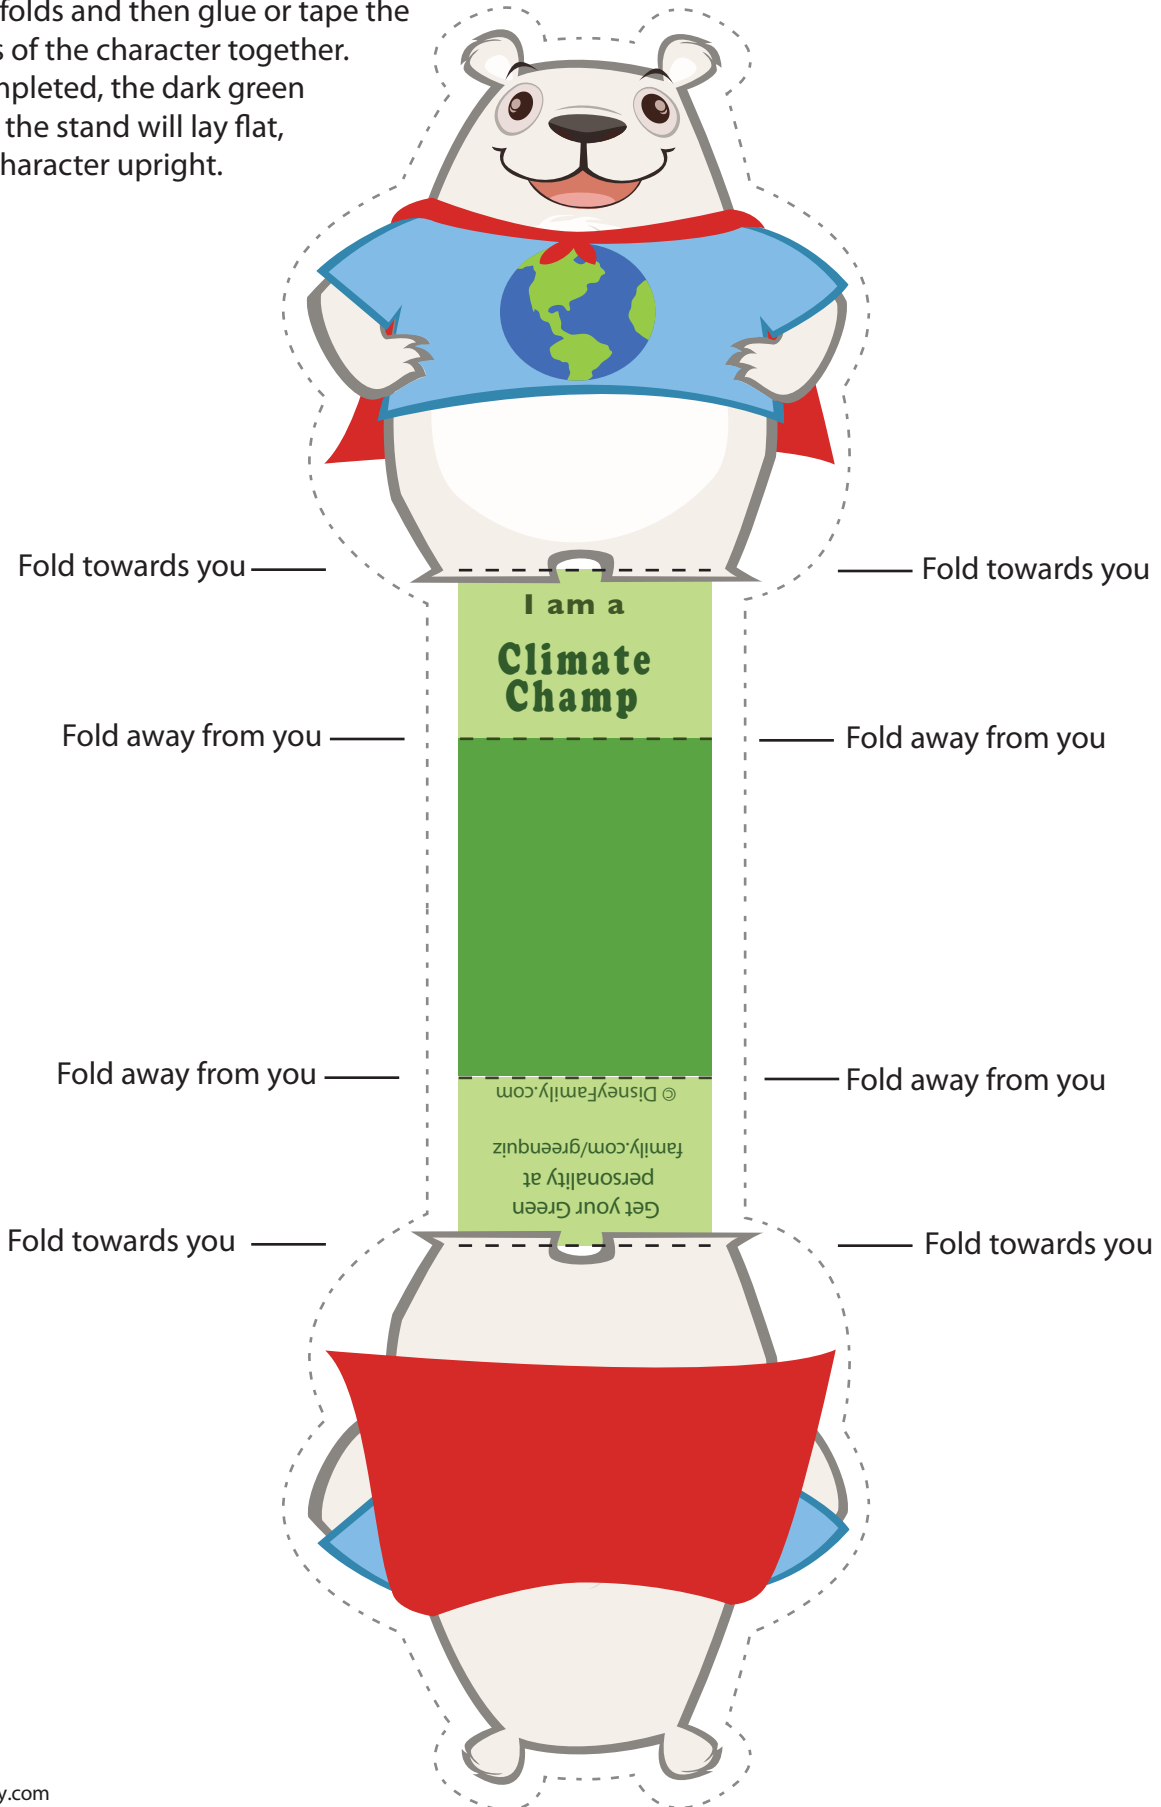 folds and then glue or tape the
of the character together.
the dark green
the stand will lay flat,
upright.
Fold towards you
Fold towards you
I am a
Climate
Champ
Fold away from you
Fold away from you
Fold away from you
Fold away from you
© DisneyFamily.com
family.com/greenquiz
personality at
Get your Green
Fold towards you
Fold towards you
y.com